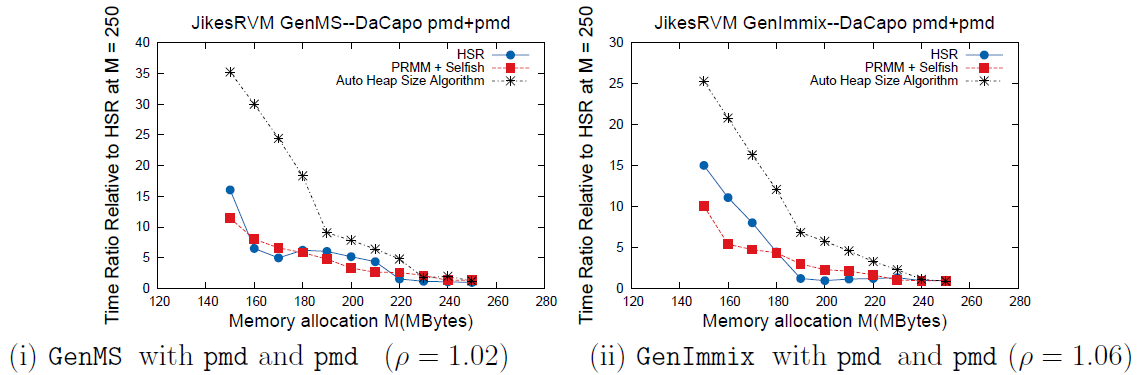 JikesRVM GenMS--DaCapo pmd+pmd
Time Ratio Relative to HSR at M = 250
40
35
30
25
20
15
10
5
0
HSR
PRMM + Selfish
Auto Heap Size Algorithm
120 140 160 180 200 220 240 260 280
Memory allocation M(MBytes)
(i) GenMS with pmd and pmd (ρ = 1.02)
JikesRVM GenImmix--DaCapo pmd+pmd
Time Ratio Relative to HSR at M = 250
30
25
20
15
10
5
0
HSR
PRMM + Selfish
Auto Heap Size Algorithm
120 140 160 180 200 220 240 260 280
Memory allocation M(MBytes)
(ii) GenImmix with pmd and pmd (ρ = 1.06)